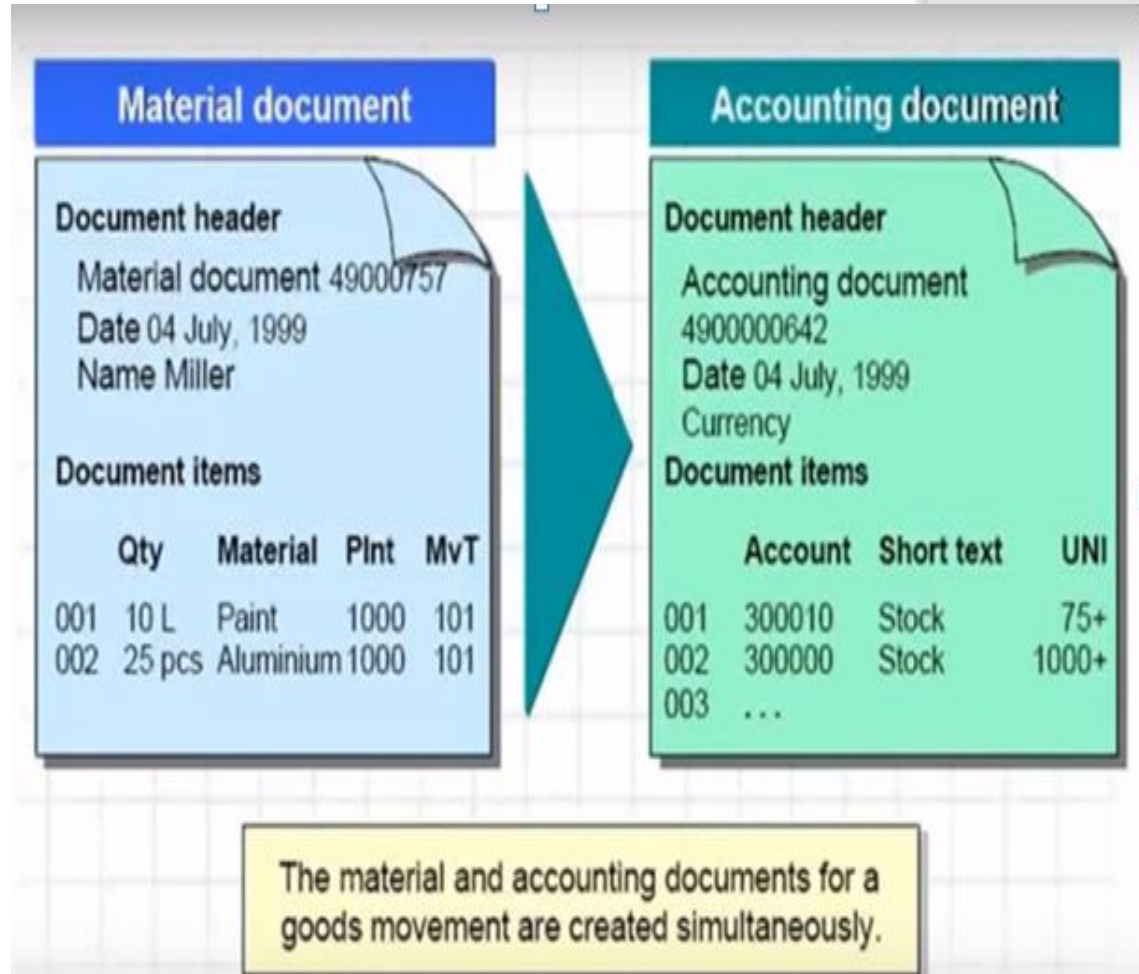 Material document
Document header
Material document 49000757
Date 04 July, 1999
Name Miller
Document items
Qty Material Plnt MvT
001 10 L Paint 1000 101
002 25 pcs Aluminium 1000 101
Accounting document
Document header
Accounting document
4900000642
Date 04 July, 1999
Currency
Document items
Account Short text UNI
001 300010 Stock 75+
002 300000 Stock 1000+
003 . . .
The material and accounting documents for a
goods movement are created simultaneously.